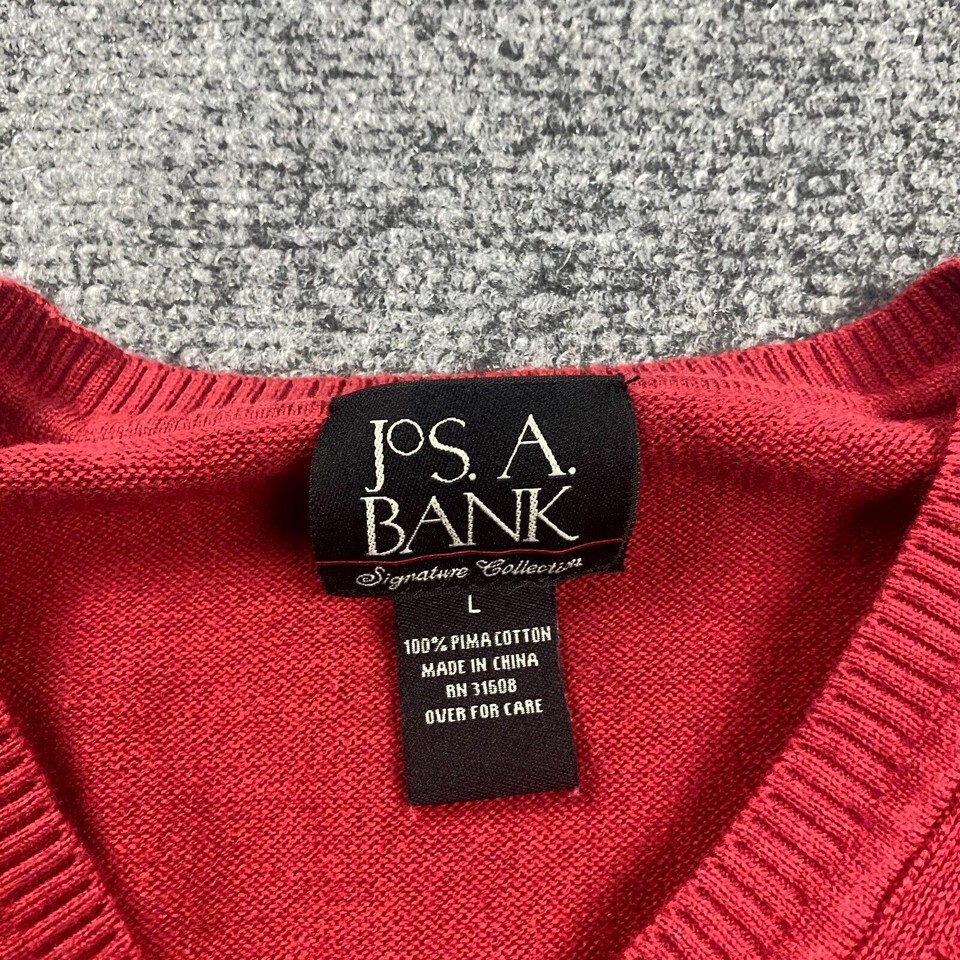 JOS. A.
BANK
Signature Collection
L
100% PIMA COTTON
MADE IN CHINA
RN 31508
OVER FOR CARE